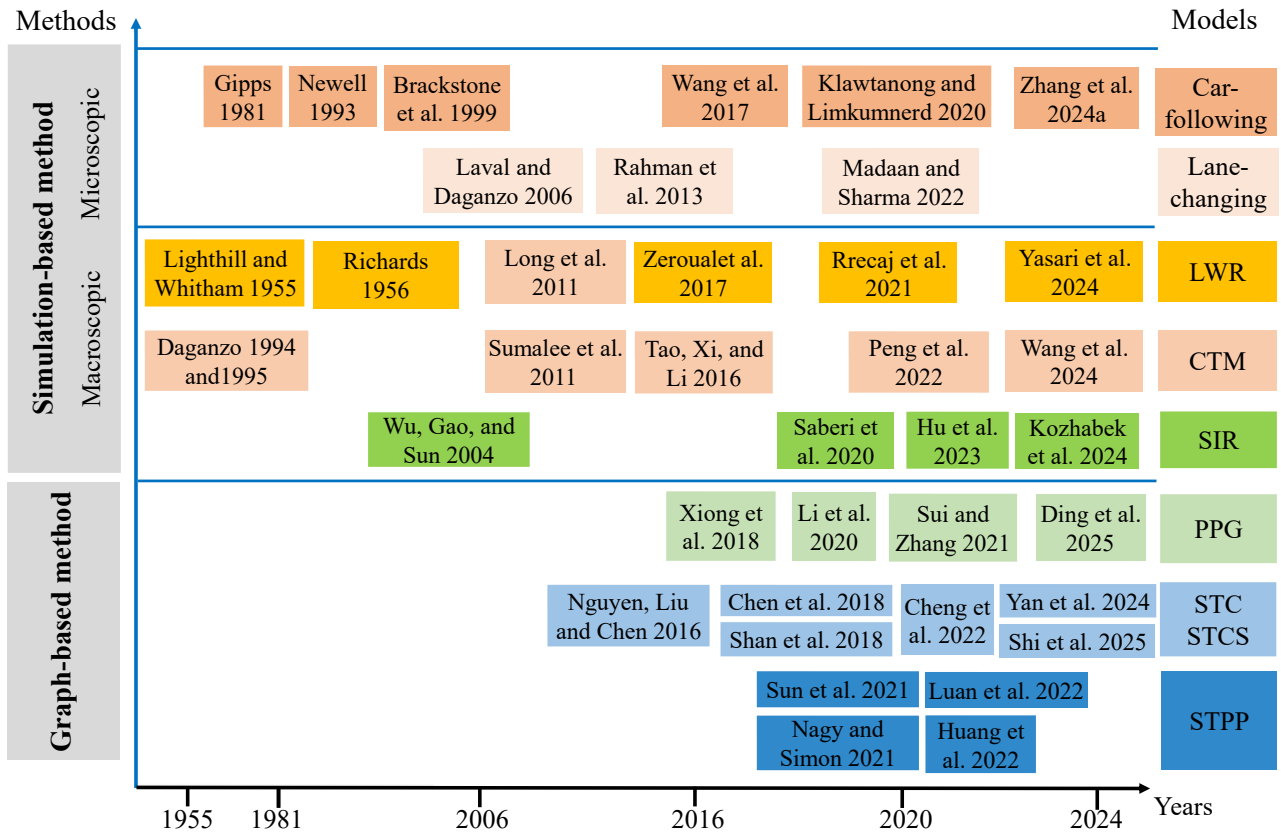 Methods
Models
Simulation-based method
Microscopic
Gipps
1981
Newell
1993
Brackstone
et al. 1999
Wang et al.
2017
Klawtanong and
Limkumnerd 2020
Zhang et al.
2024a
Car-
following
Laval and
Daganzo 2006
Rahman et
al. 2013
Madaan and
Sharma 2022
Lane-
changing
Macroscopic
Lighthill and
Whitham 1955
Richards
1956
Long et al.
2011
Zeroualet al.
2017
Rrecaj et al.
2021
Yasari et al.
2024
LWR
Daganzo 1994
and1995
Sumalee et al.
2011
Tao, Xi, and
Li 2016
Peng et al.
2022
Wang et al.
2024
CTM
Wu, Gao, and
Sun 2004
Saberi et
al. 2020
Hu et al.
2023
Kozhabek
et al. 2024
SIR
Graph-based method
Xiong et
al. 2018
Li et al.
2020
Sui and
Zhang 2021
Ding et al.
2025
PPG
Nguyen, Liu
and Chen 2016
Chen et al. 2018
Shan et al. 2018
Cheng et
al. 2022
Yan et al. 2024
Shi et al. 2025
STC
STCS
Sun et al. 2021
Luan et al. 2022
Nagy and
Simon 2021
Huang et
al. 2022
STPP
1955
1981
2006
2016
2020
2024
Years